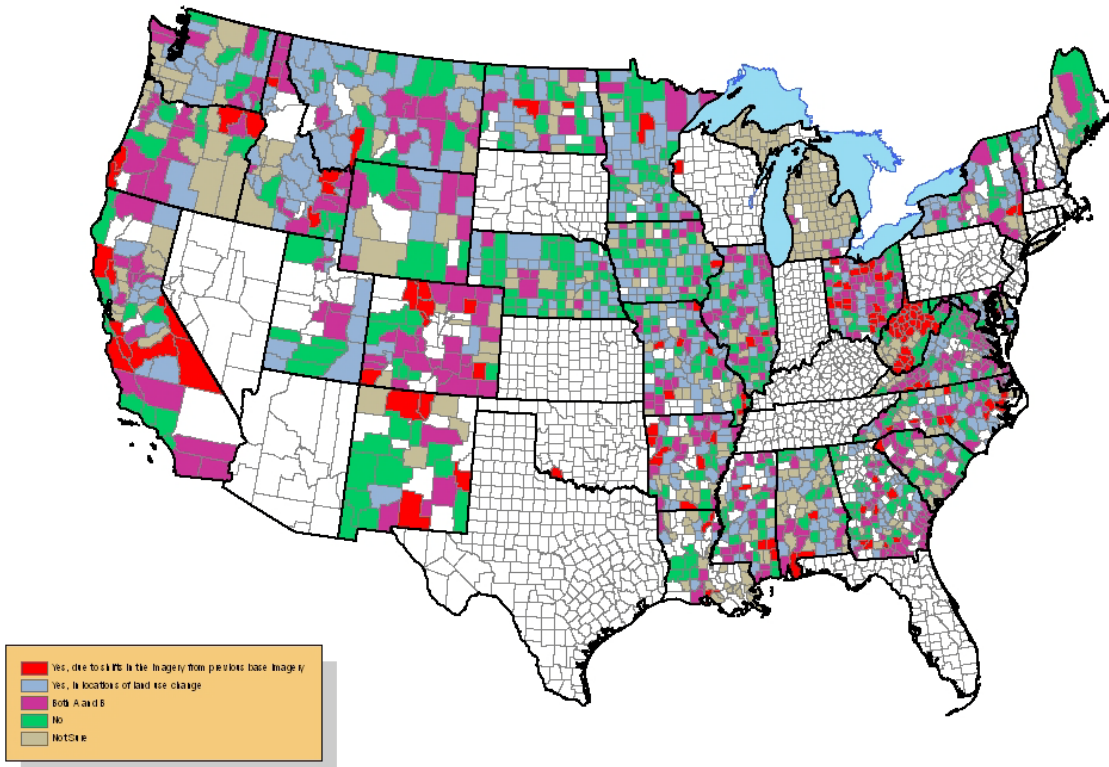 Yes, due to shifts in the Imagery from previous base Imagery
Yes, in locations of land use change
Both A and B
No
Not Sure